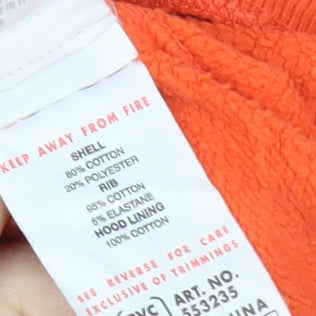 KEEP AWAY FROM FIRE
SHELL
80% COTTON
20% POLYESTER
RIB
95% COTTON
5% ELASTANE
HOOD LINING
100% COTTON
SEE REVERSE FOR CARE
EXCLUSIVE OF TRIMMINGS
ART. NO.
553235